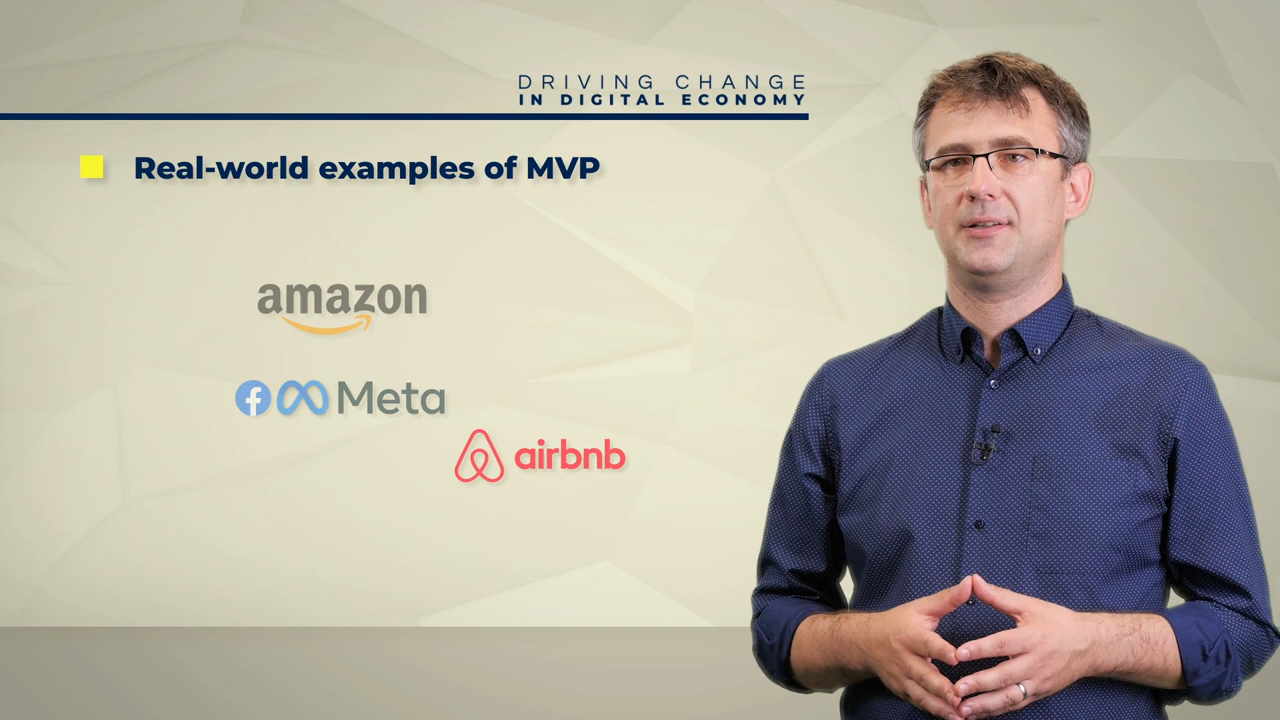 DRIVING CHANGE
IN DIGITAL ECONOMY
Real-world examples of MVP
amazon
Meta
airbnb